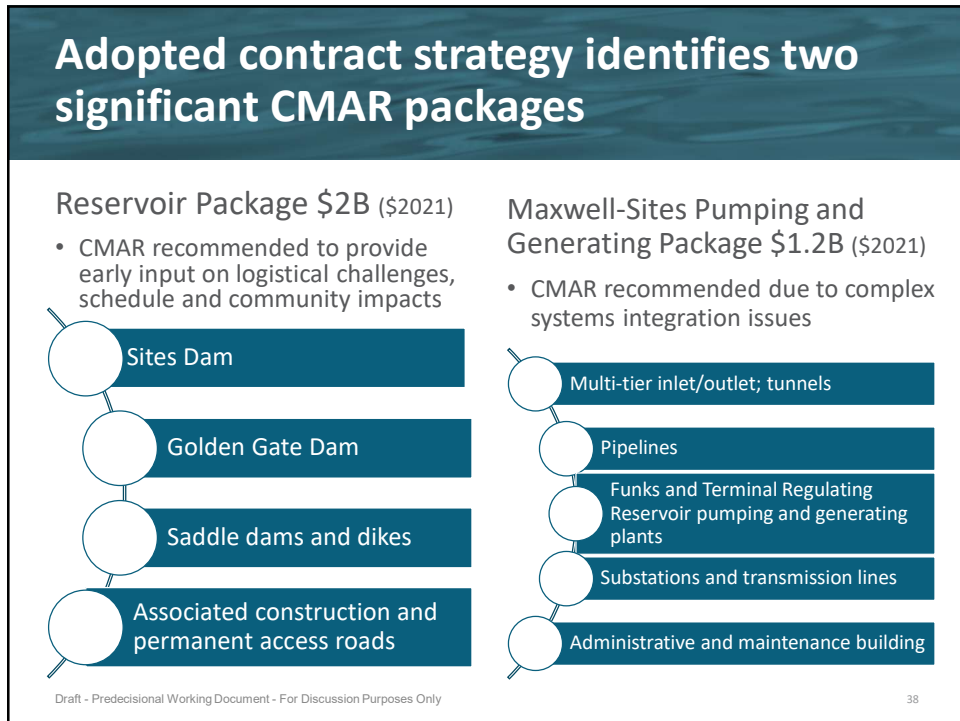 Adopted contract strategy identifies two
significant CMAR packages
Reservoir Package $2B ($2021)
• CMAR recommended to provide
early input on logistical challenges,
schedule and community impacts
Sites Dam
Golden Gate Dam
Saddle dams and dikes
Associated construction and
permanent access roads
Maxwell-Sites Pumping and
Generating Package $1.2B ($2021)
• CMAR recommended due to complex
systems integration issues
Multi-tier inlet/outlet; tunnels
Pipelines
Funks and Terminal Regulating
Reservoir pumping and generating
plants
Substations and transmission lines
Administrative and maintenance building
Draft - Predecisional Working Document - For Discussion Purposes Only
38